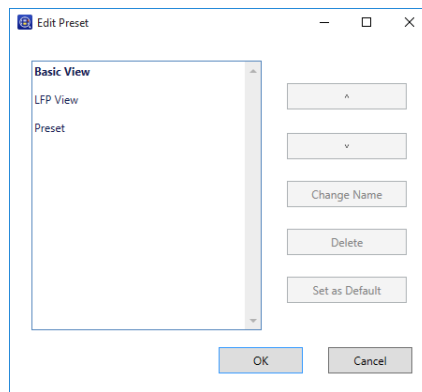 Edit Preset
Basic View
LFP View
Preset
^
v
Change Name
Delete
Set as Default
OK
Cancel